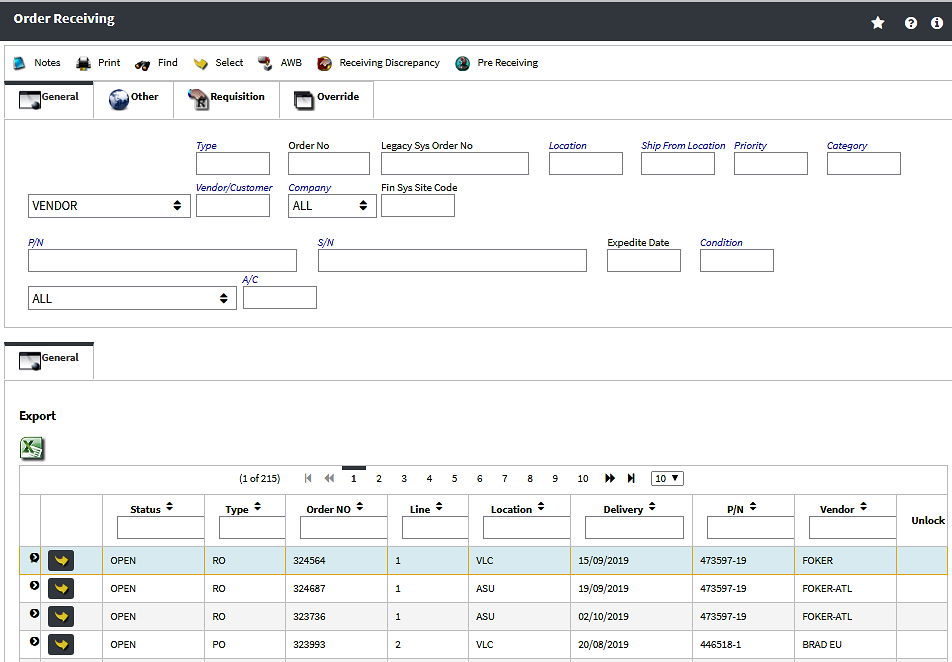 Order Receiving
Notes Print Find Select AWB Receiving Discrepancy Pre Receiving
General Other Requisition Override
Type Order No Legacy Sys Order No Location Ship From Location Priority Category
Vendor/Customer Company Fin Sys Site Code
VENDOR ALL
P/N S/N Expedite Date Condition
A/C
ALL
General
Export
(1 of 215) 1 2 3 4 5 6 7 8 9 10 10
Status Type Order NO Line Location Delivery P/N Vendor Unlock
OPEN RO 324564 1 VLC 15/09/2019 473597-19 FOKER
OPEN RO 324687 1 ASU 19/09/2019 473597-19 FOKER-ATL
OPEN RO 323736 1 ASU 02/10/2019 473597-19 FOKER-ATL
OPEN PO 323993 2 VLC 20/08/2019 446518-1 BRAD EU